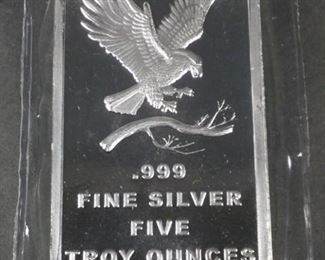 .999
FINE SILVER
FIVE
TROY OUNCES